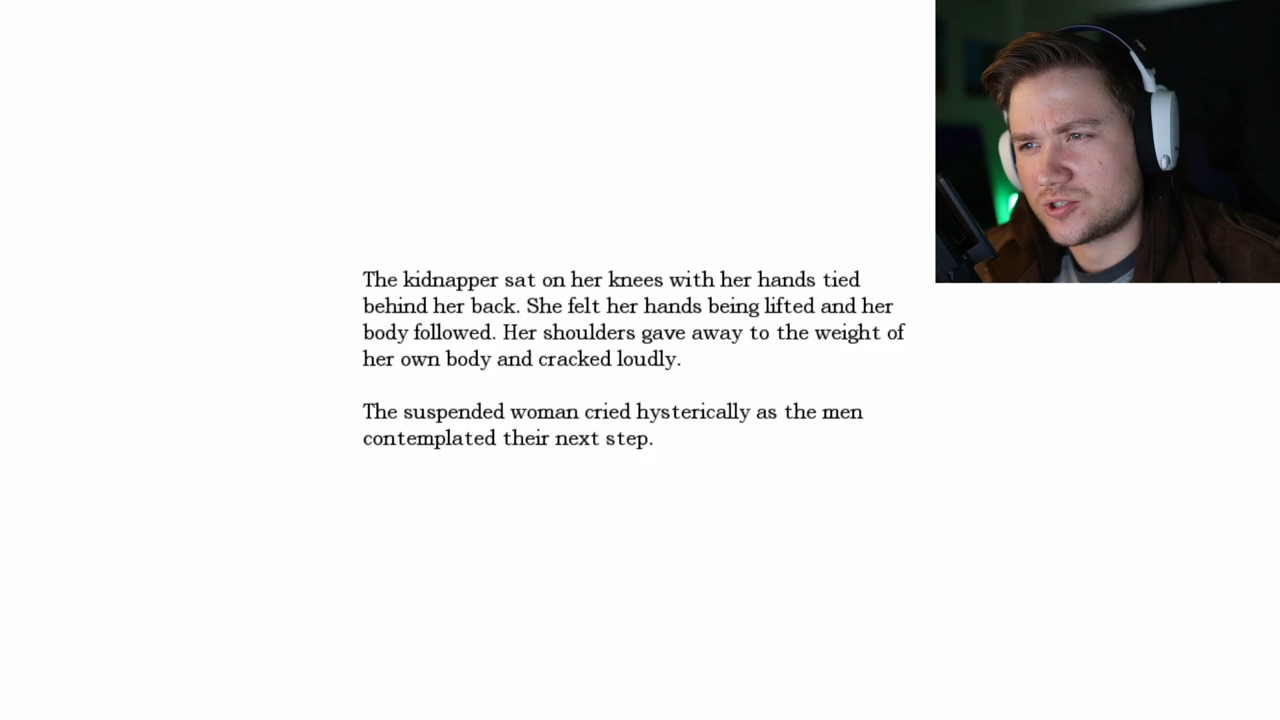 The kidnapper sat on her knees with her hands tied
behind her back. She felt her hands being lifted and her
body followed. Her shoulders gave away to the weight of
her own body and cracked loudly.
The suspended woman cried hysterically as the men
contemplated their next step.